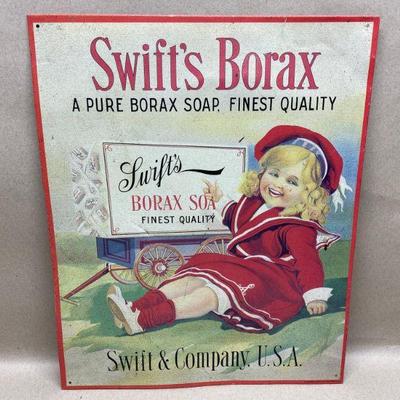 Swift's Borax
A PURE BORAX SOAP, FINEST QUALITY
Swift's
BORAX SOA
FINEST QUALITY
Swift & Company. U.S.A.